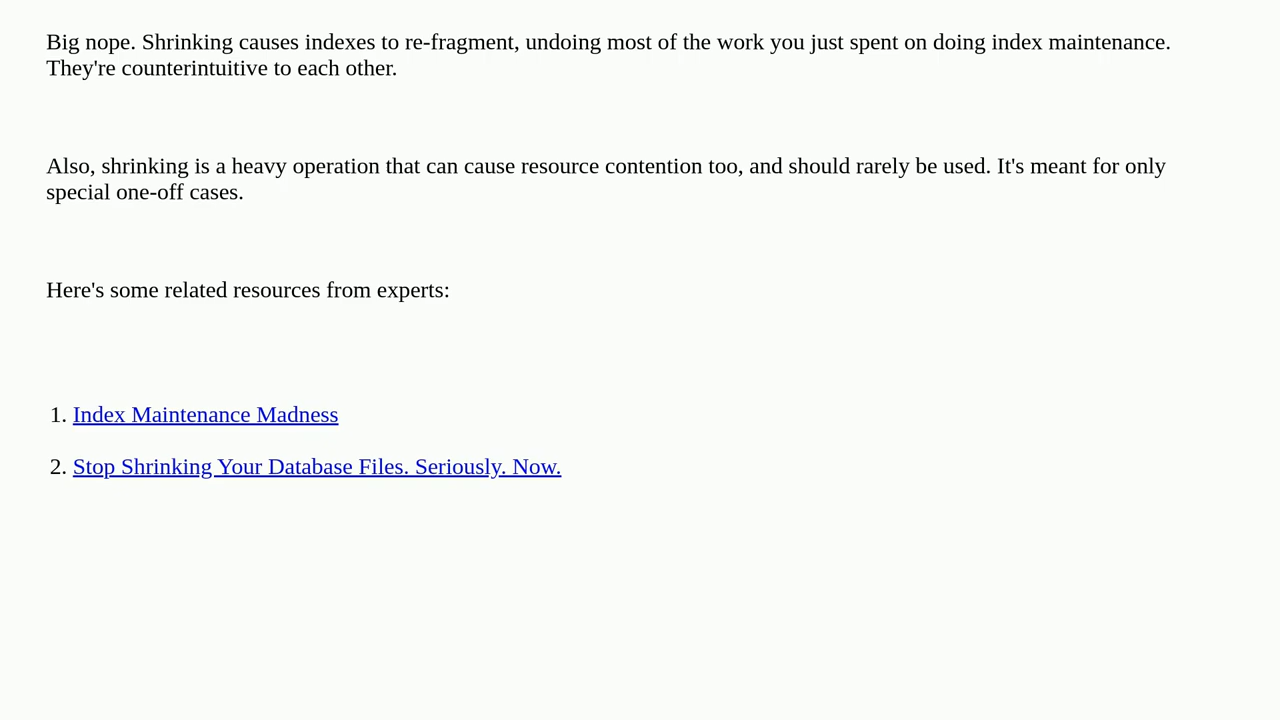 Big nope. Shrinking causes indexes to re-fragment, undoing most of the work you just spent on doing index maintenance.
They're counterintuitive to each other.
Also, shrinking is a heavy operation that can cause resource contention too, and should rarely be used. It's meant for only
special one-off cases.
Here's some related resources from experts:
1. Index Maintenance Madness
2. Stop Shrinking Your Database Files. Seriously. Now.